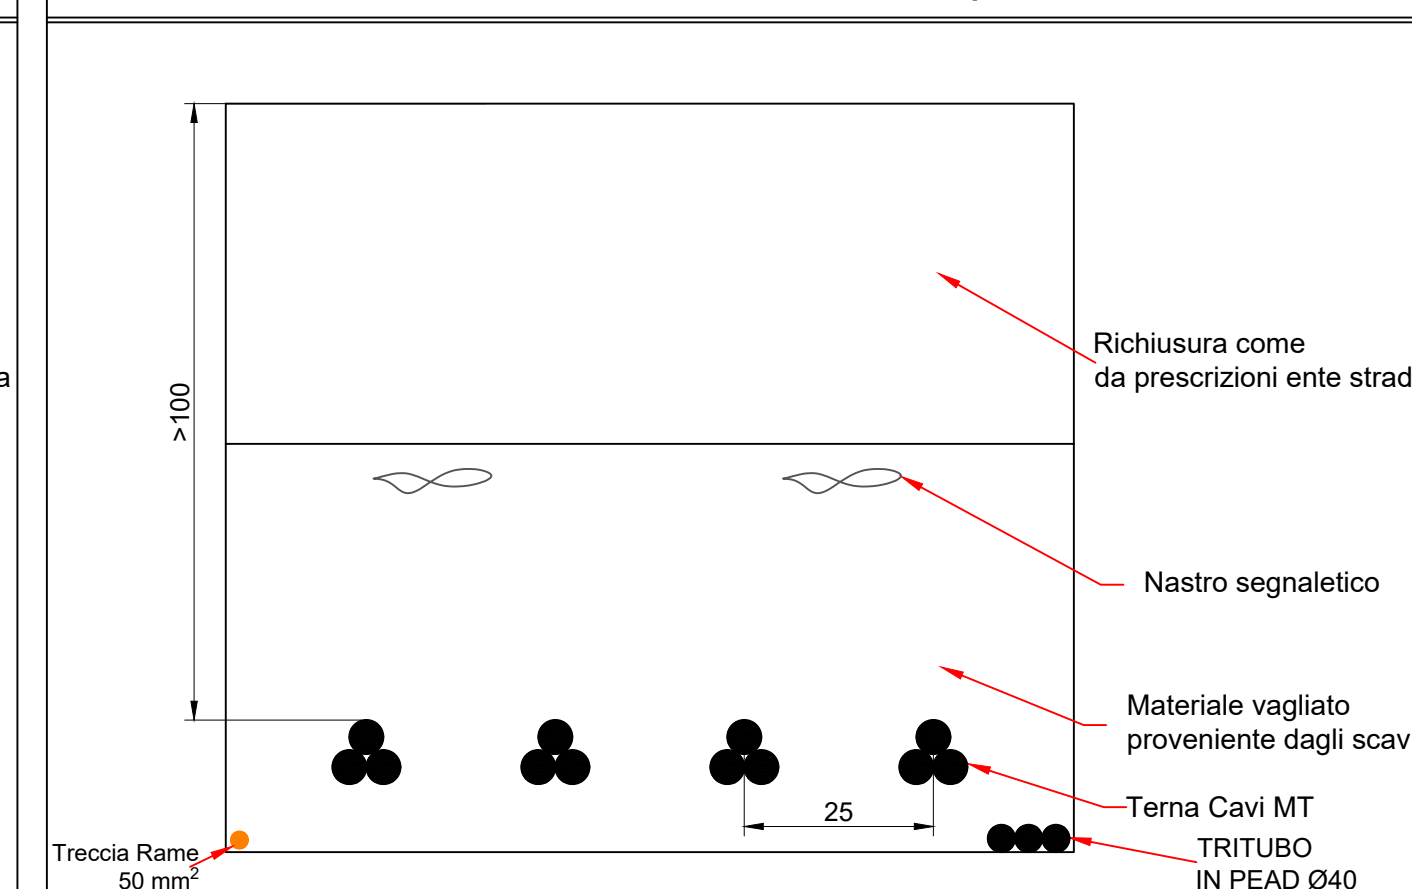 Richiusura come
da prescrizioni ente strad
>100
Nastro segnaletico
Materiale vagliato
proveniente dagli scav
Terna Cavi MT
25
TRITUBO
IN PEAD Ø40
Treccia Rame
50 mm²
a